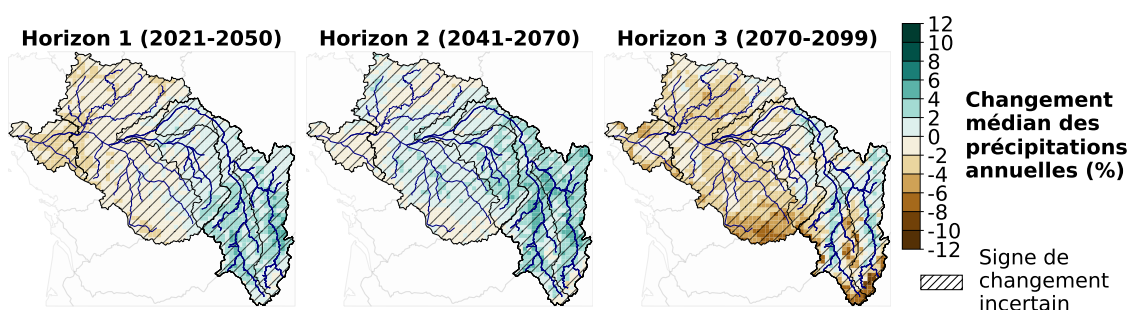 Horizon 1 (2021-2050)
Horizon 2 (2041-2070)
Horizon 3 (2070-2099)
12
10
8
6
4
2
0
-2
-4
-6
-8
-10
-12
Changement
médian des
précipitations
annuelles (%)
Signe de
changement
incertain